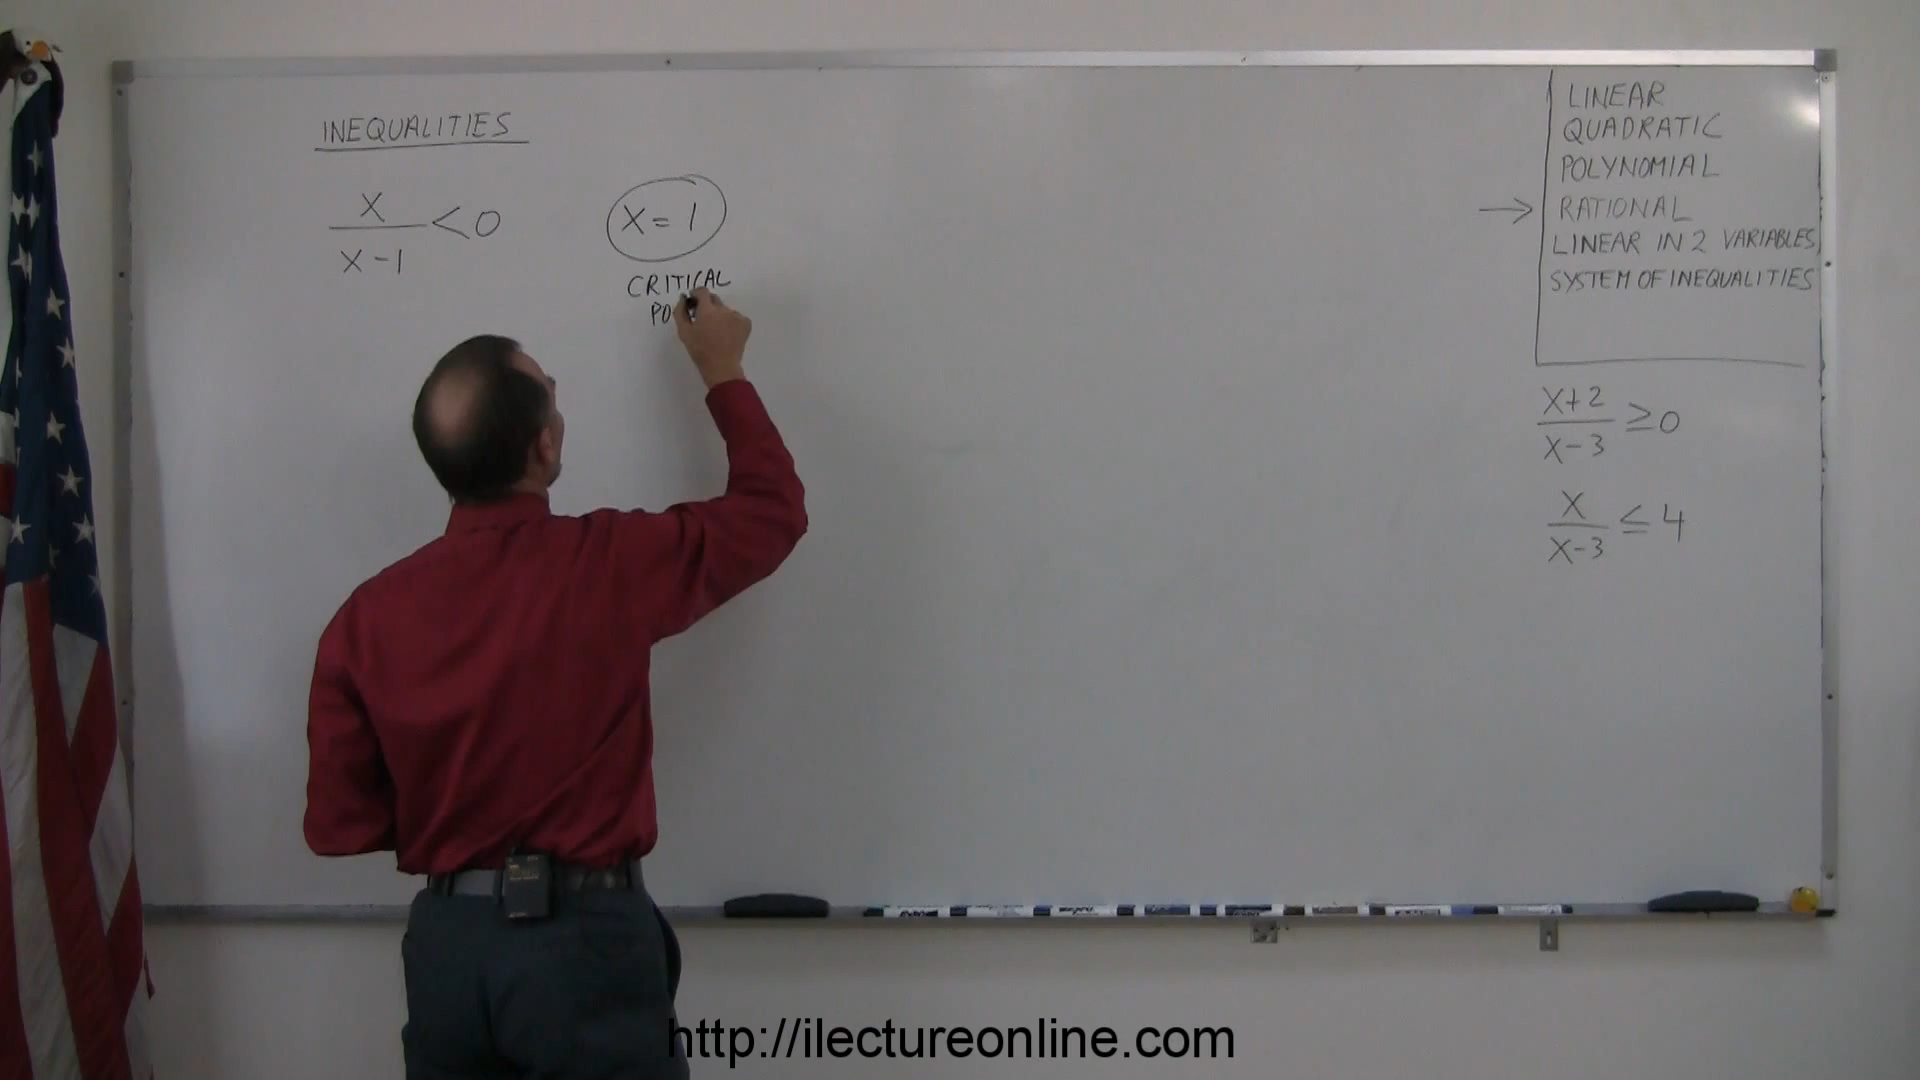 INEQUALITIES
x
x-1
<0
x = 1
CRITICAL
PO
LINEAR
QUADRATIC
POLYNOMIAL
→ RATIONAL
LINEAR IN 2 VARIABLES
SYSTEM OF INEQUALITIES
x+2
x-3
≥0
x
x-3
≤ 4
http://ilectureonline.com